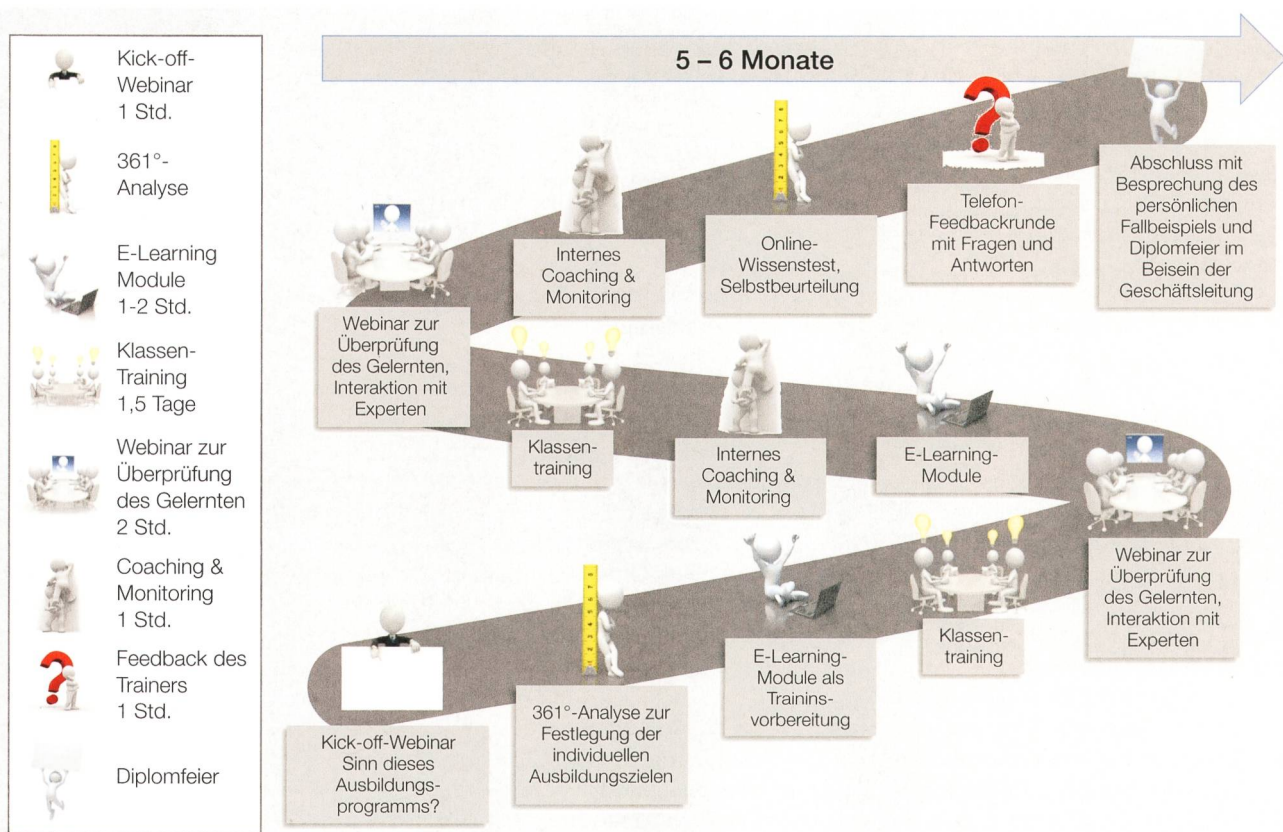 Kick-off-
Webinar
1 Std.
361°-
Analyse
E-Learning
Module
1-2 Std.
Klassen-
Training
1,5 Tage
Webinar zur
Überprüfung
des Gelernten
2 Std.
Coaching &
Monitoring
1 Std.
Feedback des
Trainers
1 Std.
Diplomfeier
5 – 6 Monate
Webinar zur
Überprüfung
des Gelernten,
Interaktion mit
Experten
Internes
Coaching &
Monitoring
Online-
Wissenstest,
Selbstbeurteilung
Telefon-
Feedbackrunde
mit Fragen und
Antworten
Abschluss mit
Besprechung des
persönlichen
Fallbeispiels und
Diplomfeier im
Beisein der
Geschäftsleitung
Klassen-
training
Internes
Coaching &
Monitoring
E-Learning-
Module
Webinar zur
Überprüfung
des Gelernten,
Interaktion mit
Experten
Kick-off-Webinar
Sinn dieses
Ausbildungs-
programms?
361°-Analyse zur
Festlegung der
individuellen
Ausbildungszielen
E-Learning-
Module als
Trainins-
vorbereitung
Klassen-
training